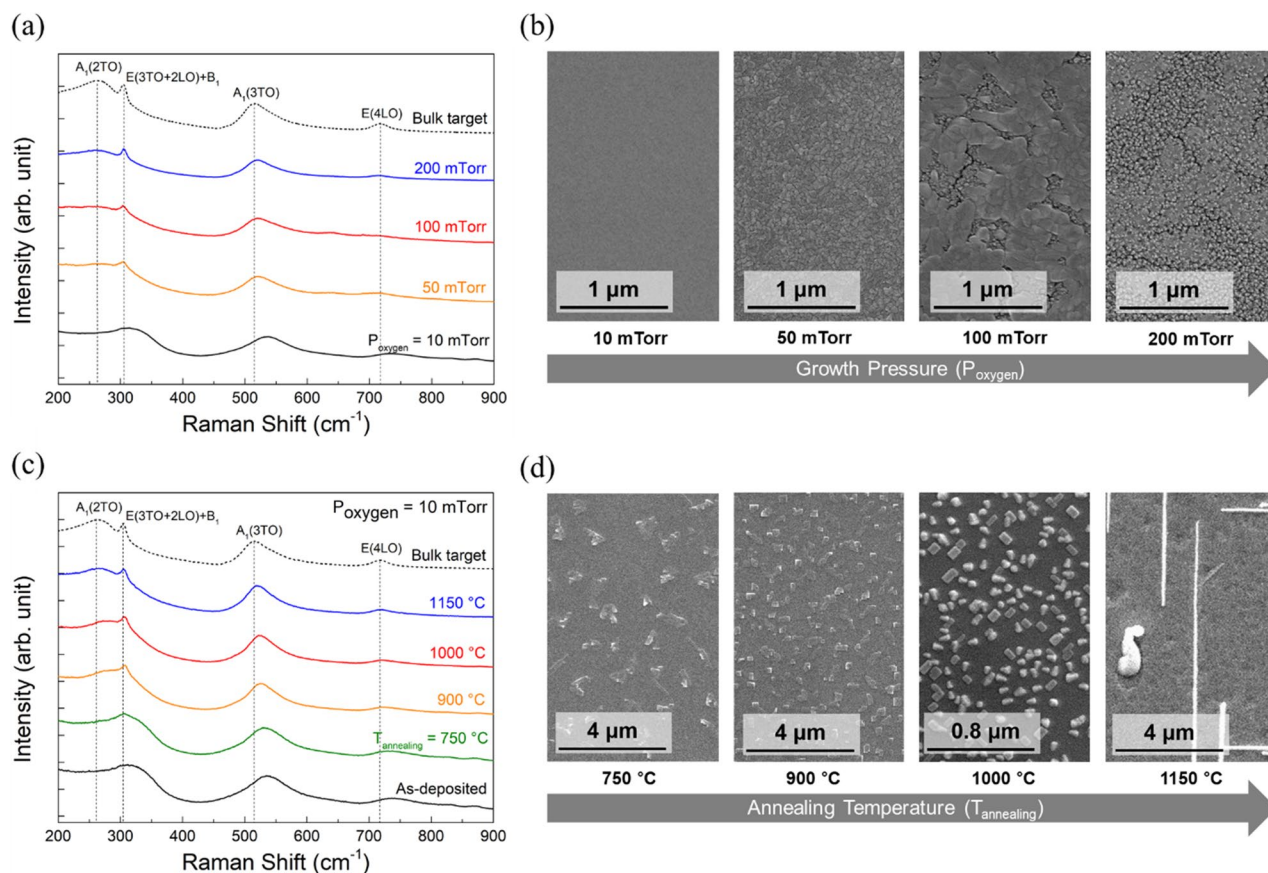 (a)
A₁(2TO)
E(3TO+2LO)+B₁
A₁(3TO)
E(4LO)
Bulk target
200 mTorr
100 mTorr
50 mTorr
Poxygen = 10 mTorr
Intensity (arb. unit)
200 300 400 500 600 700 800 900
Raman Shift (cm⁻¹)
(b)
1 µm 1 µm 1 µm 1 µm
10 mTorr 50 mTorr 100 mTorr 200 mTorr
Growth Pressure (Poxygen)
(c)
Poxygen = 10 mTorr
A₁(2TO)
E(3TO+2LO)+B₁
A₁(3TO)
E(4LO)
Bulk target
1150 °C
1000 °C
900 °C
Tannealing = 750 °C
As-deposited
Intensity (arb. unit)
200 300 400 500 600 700 800 900
Raman Shift (cm⁻¹)
(d)
4 µm 4 µm 0.8 µm 4 µm
750 °C 900 °C 1000 °C 1150 °C
Annealing Temperature (Tannealing)